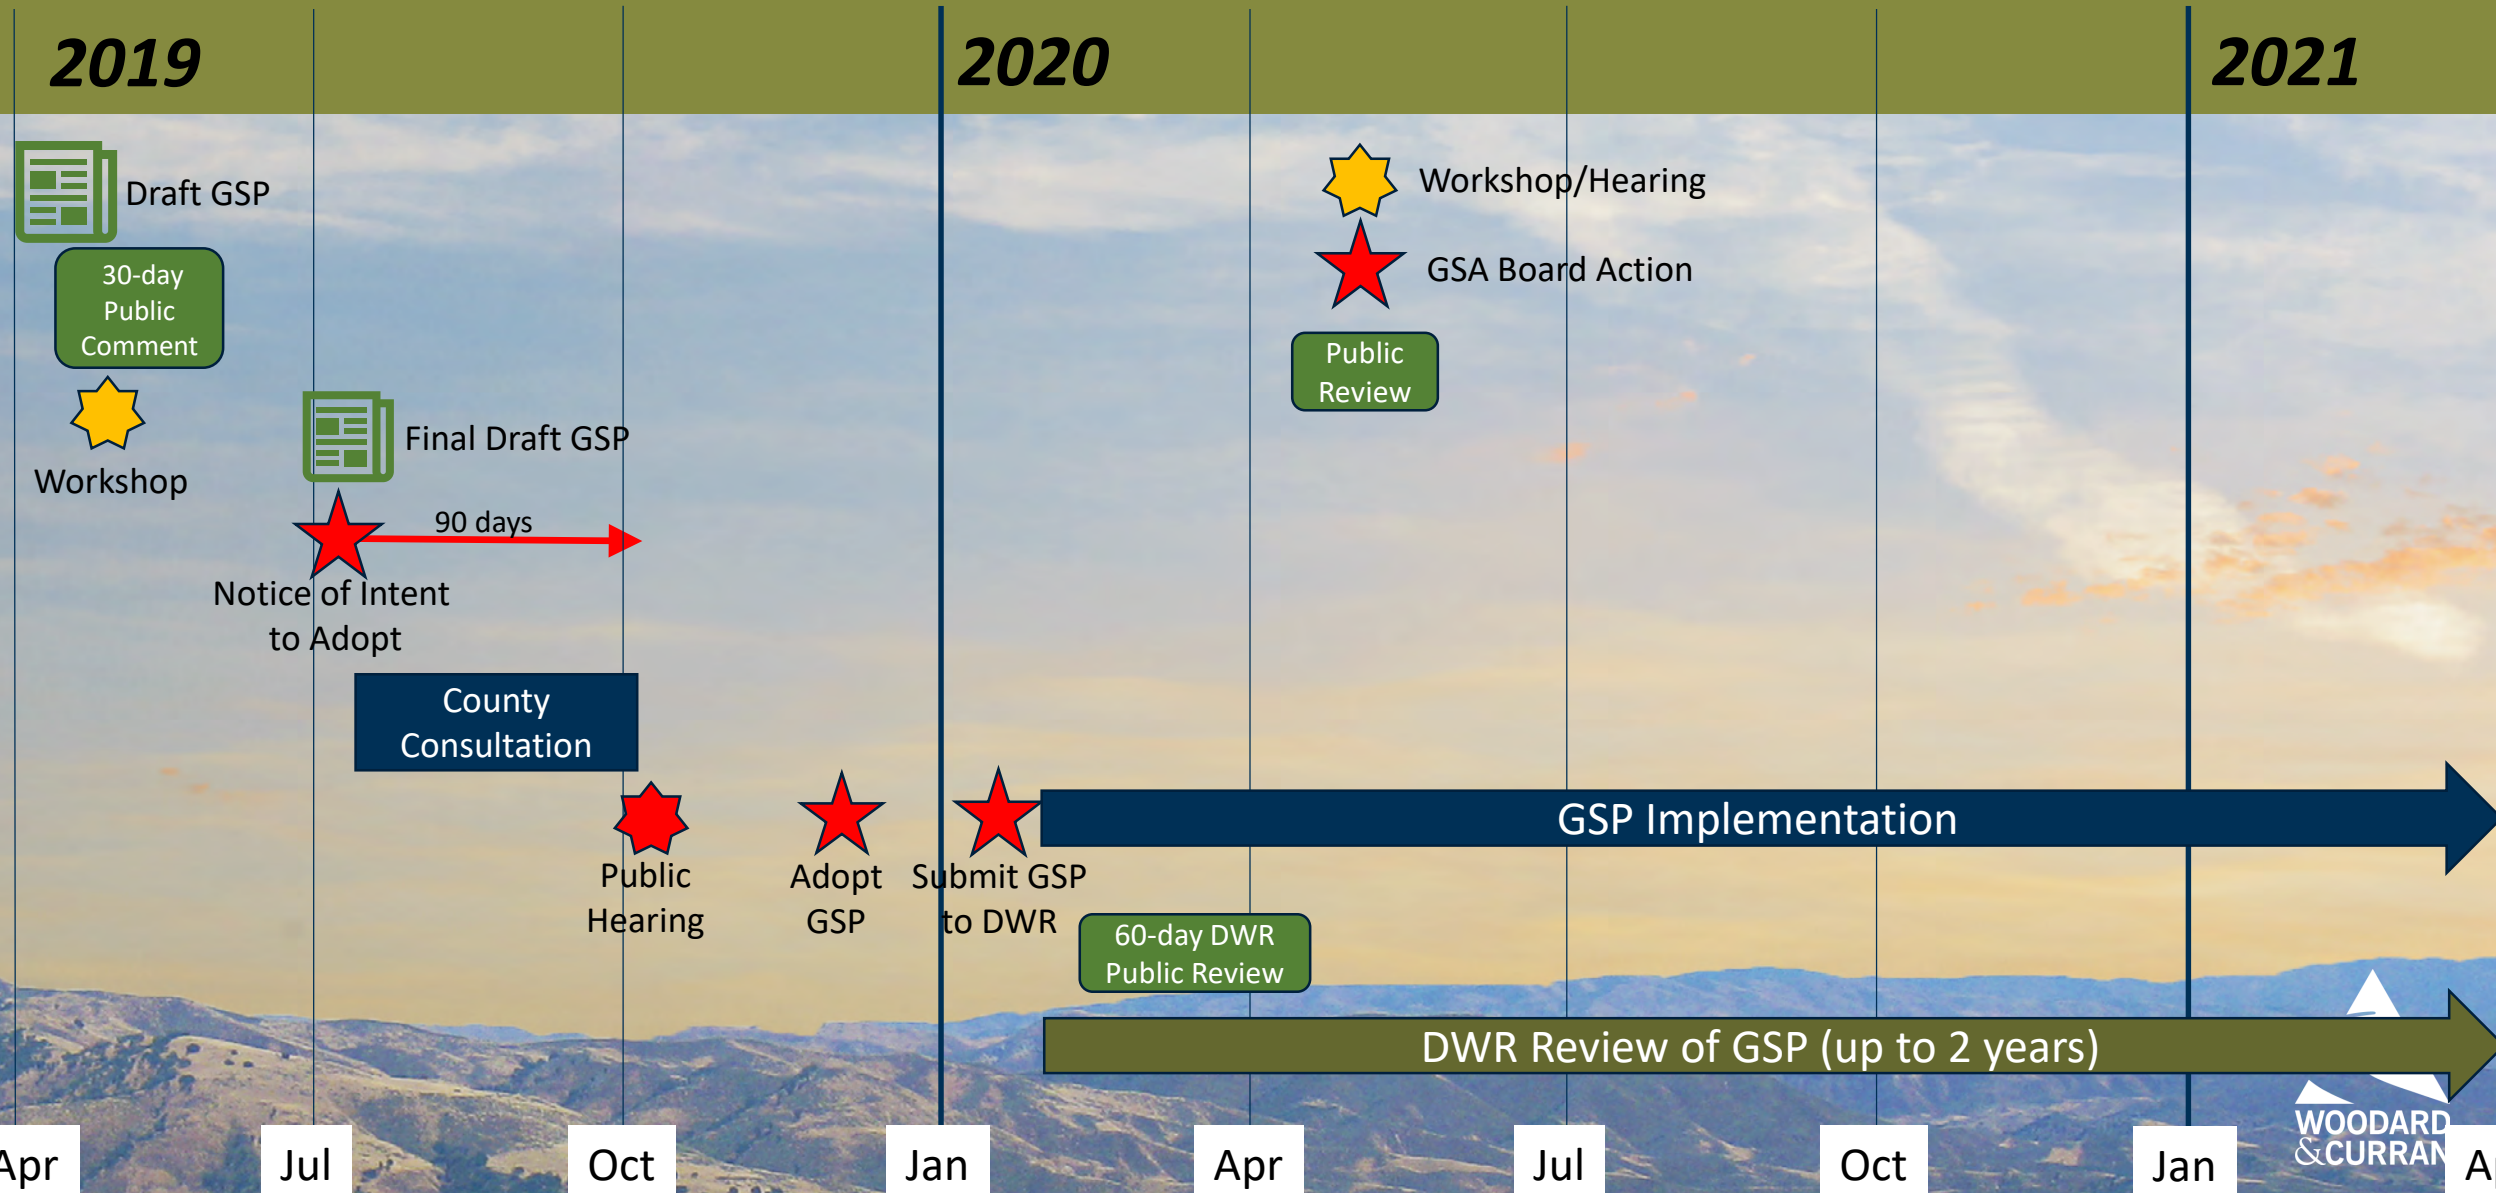 2019
2020
2021
Draft GSP
30-day
Public
Comment
Workshop
Final Draft GSP
90 days
Notice of Intent
to Adopt
County
Consultation
Public
Hearing
Adopt
GSP
Submit GSP
to DWR
Workshop/Hearing
GSA Board Action
Public
Review
GSP Implementation
60-day DWR
Public Review
DWR Review of GSP (up to 2 years)
WOODARD
&CURRAN
Apr
Jul
Oct
Jan
Apr
Jul
Oct
Jan